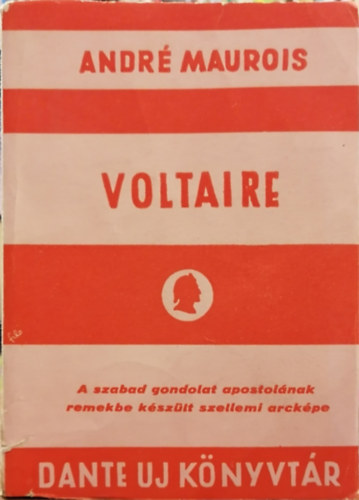 ANDRÉ MAUROIS
VOLTAIRE
A szabad gondolat apostolának
remekbe készült szellemi arcképe
DANTE UJ KÖNYVTÁR